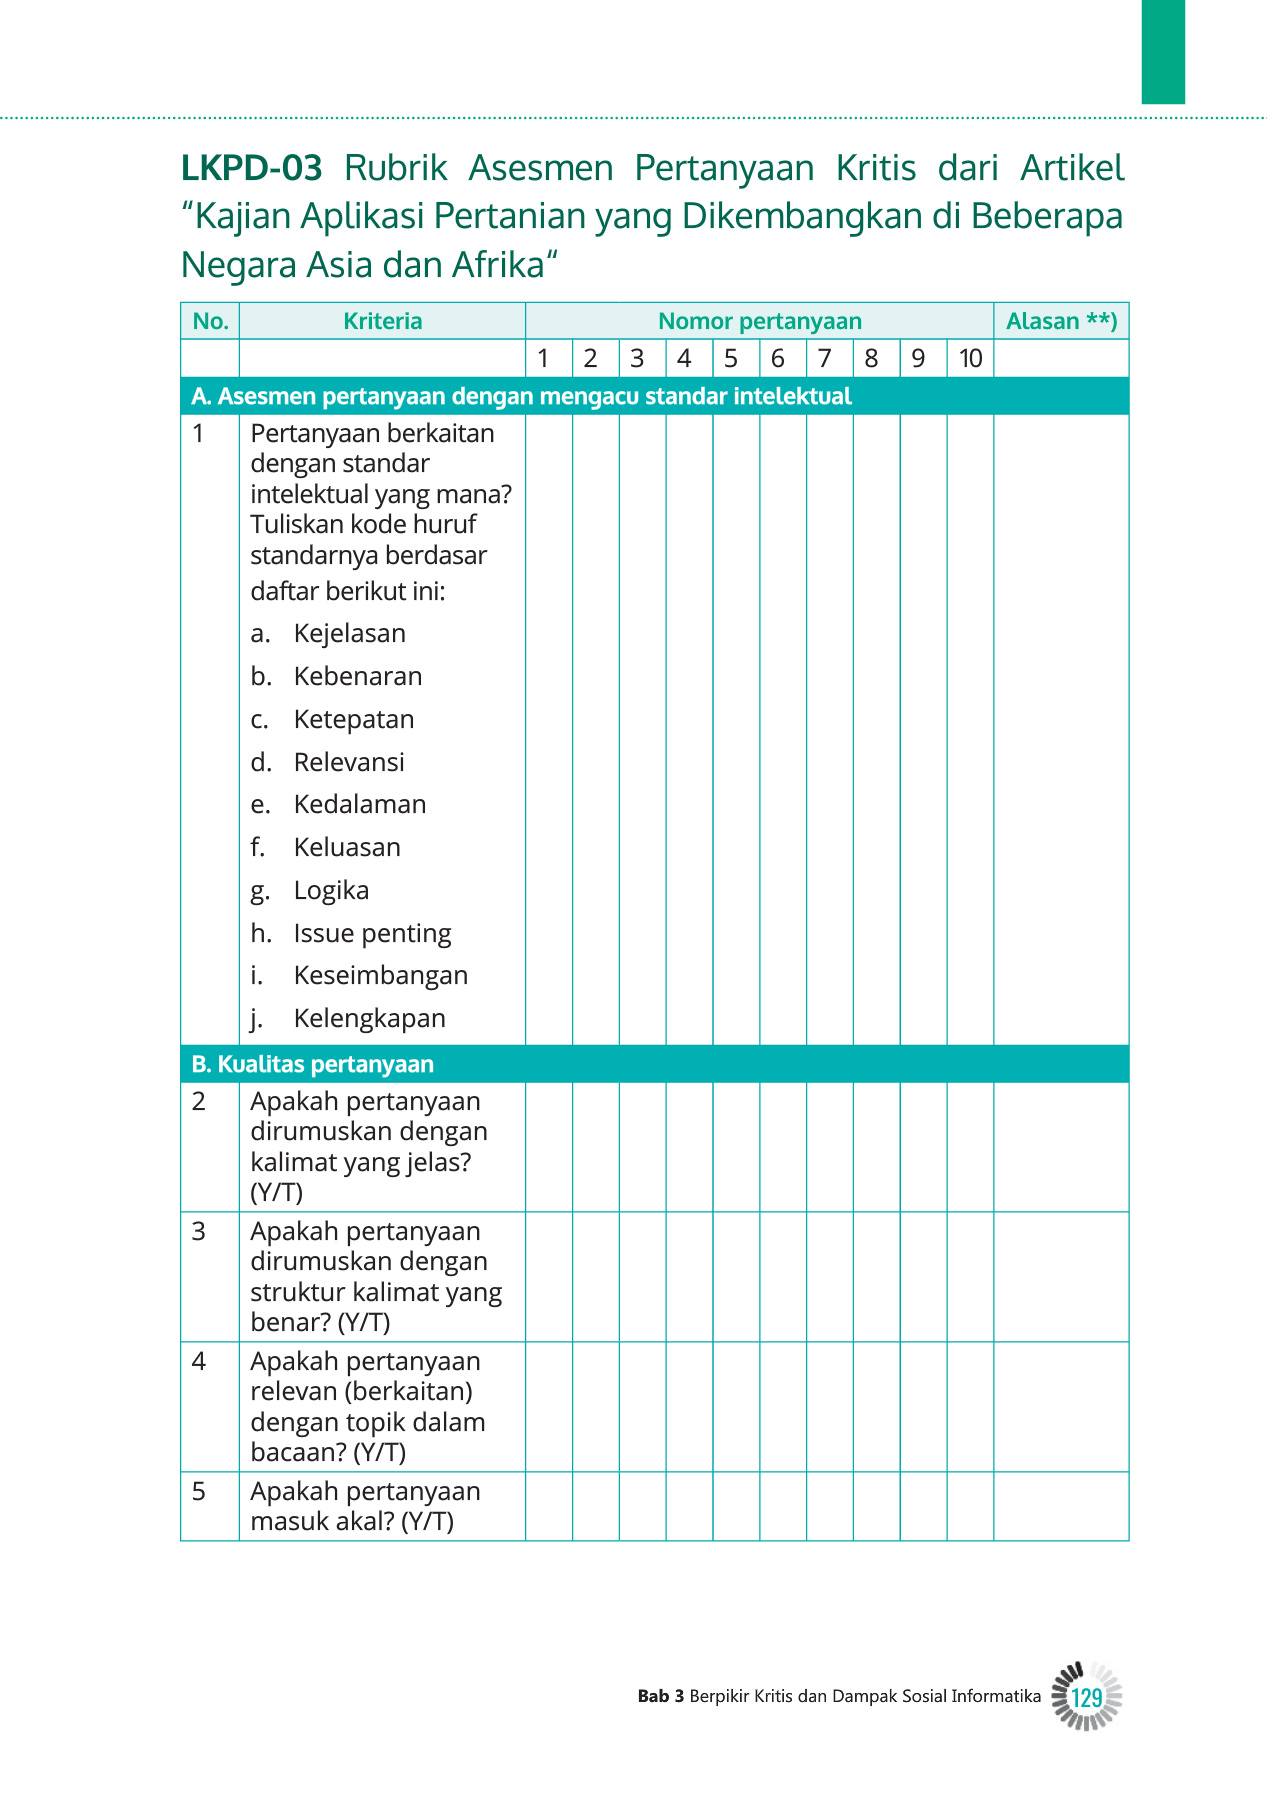 LKPD-03 Rubrik Asesmen Pertanyaan Kritis dari Artikel
“Kajian Aplikasi Pertanian yang Dikembangkan di Beberapa
Negara Asia dan Afrika“
No. Kriteria Nomor pertanyaan Alasan **)
1 2 3 4 5 6 7 8 9 10
A. Asesmen pertanyaan dengan mengacu standar intelektual
1 Pertanyaan berkaitan
dengan standar
intelektual yang mana?
Tuliskan kode huruf
standarnya berdasar
daftar berikut ini:
a. Kejelasan
b. Kebenaran
c. Ketepatan
d. Relevansi
e. Kedalaman
f. Keluasan
g. Logika
h. Issue penting
i. Keseimbangan
j. Kelengkapan
B. Kualitas pertanyaan
2 Apakah pertanyaan
dirumuskan dengan
kalimat yang jelas?
(Y/T)
3 Apakah pertanyaan
dirumuskan dengan
struktur kalimat yang
benar? (Y/T)
4 Apakah pertanyaan
relevan (berkaitan)
dengan topik dalam
bacaan? (Y/T)
5 Apakah pertanyaan
masuk akal? (Y/T)
Bab 3 Berpikir Kritis dan Dampak Sosial Informatika 129